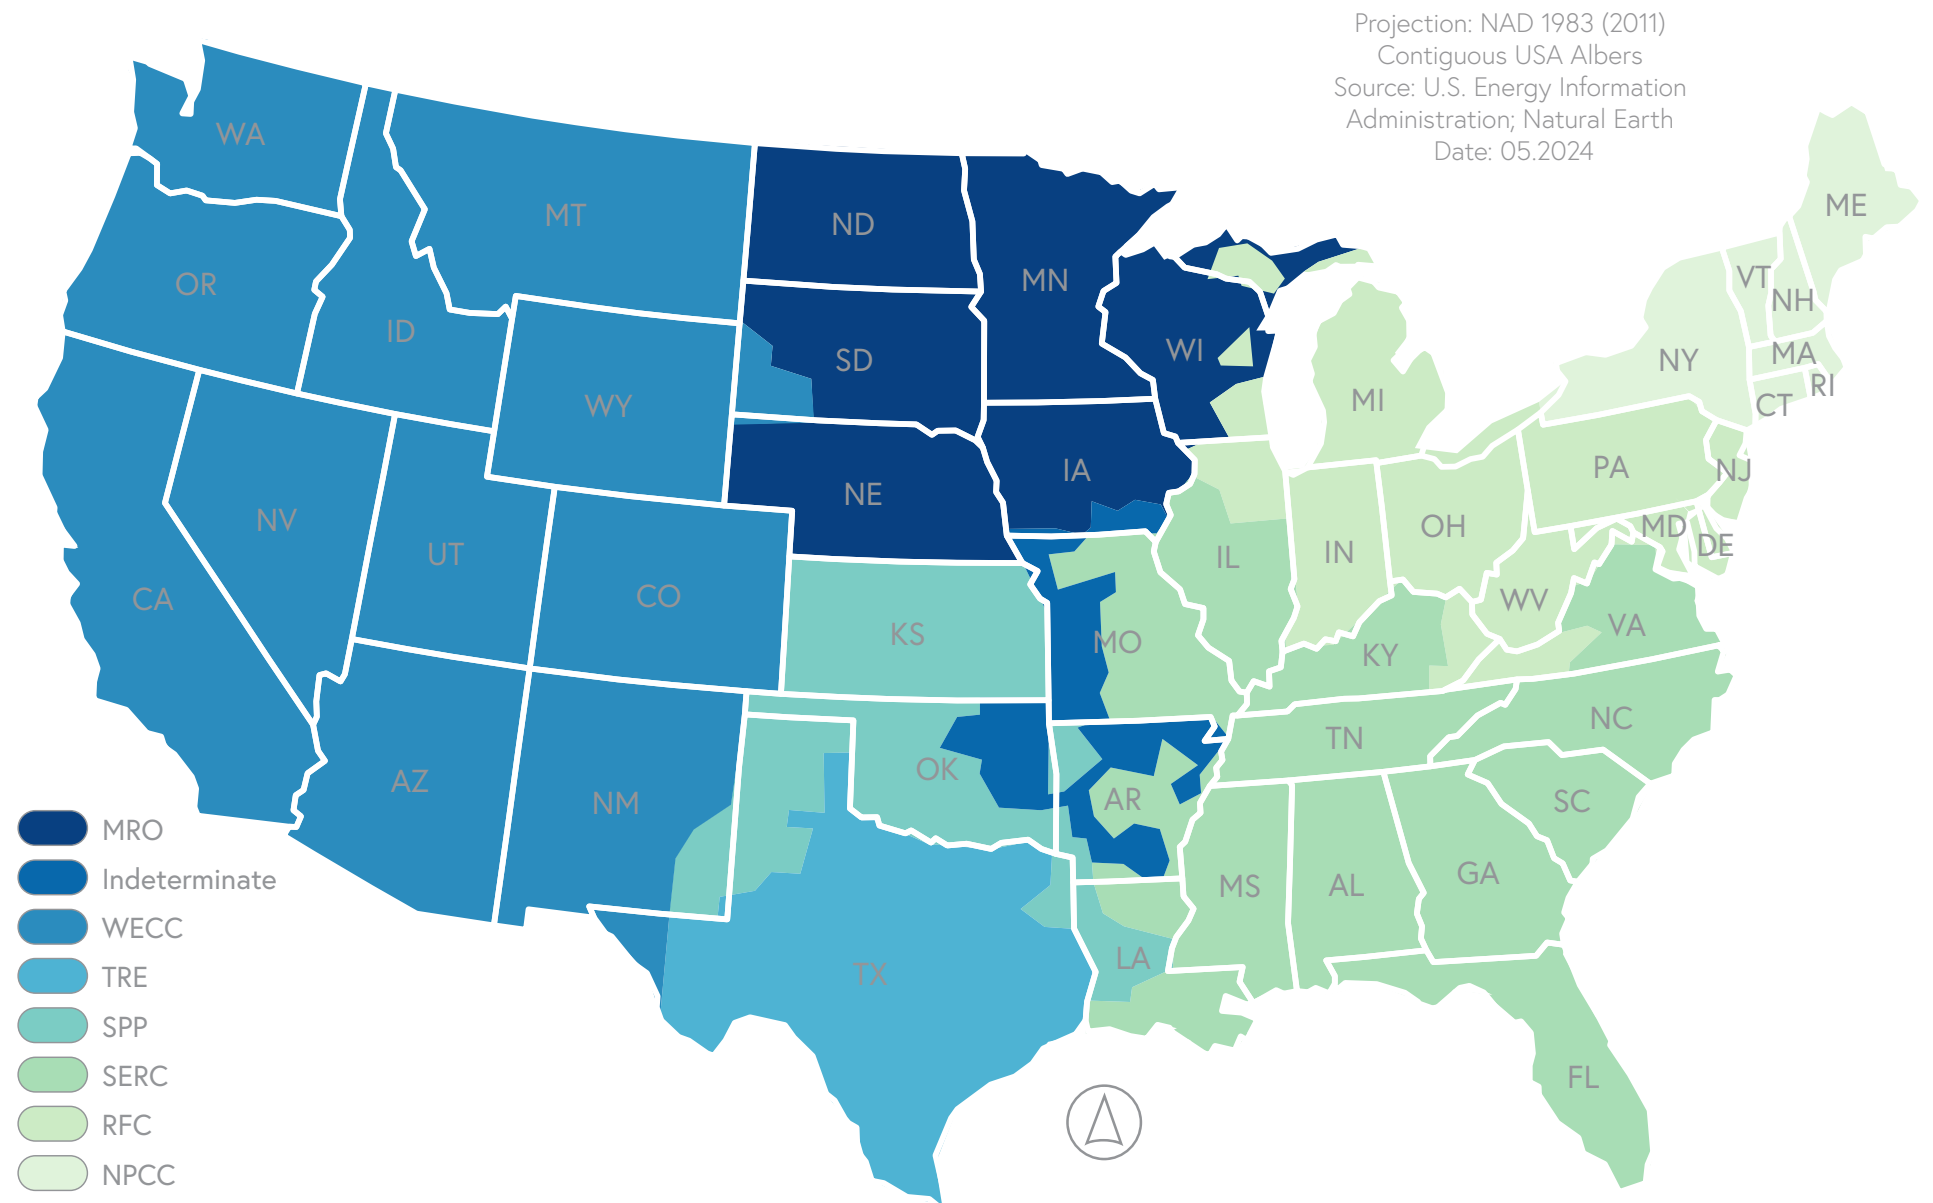 Projection: NAD 1983 (2011)
Contiguous USA Albers
Source: U.S. Energy Information
Administration; Natural Earth
Date: 05.2024
WA
MT
ND
MN
ME
OR
ID
SD
WI
VT
NH
WY
MI
NY
MA
RI
CT
NE
IA
PA
NJ
NV
UT
CO
IL
IN
OH
MD
DE
CA
KS
MO
KY
WV
VA
AZ
NM
OK
AR
TN
NC
SC
MS
AL
GA
TX
LA
FL
MRO
Indeterminate
WECC
TRE
SPP
SERC
RFC
NPCC